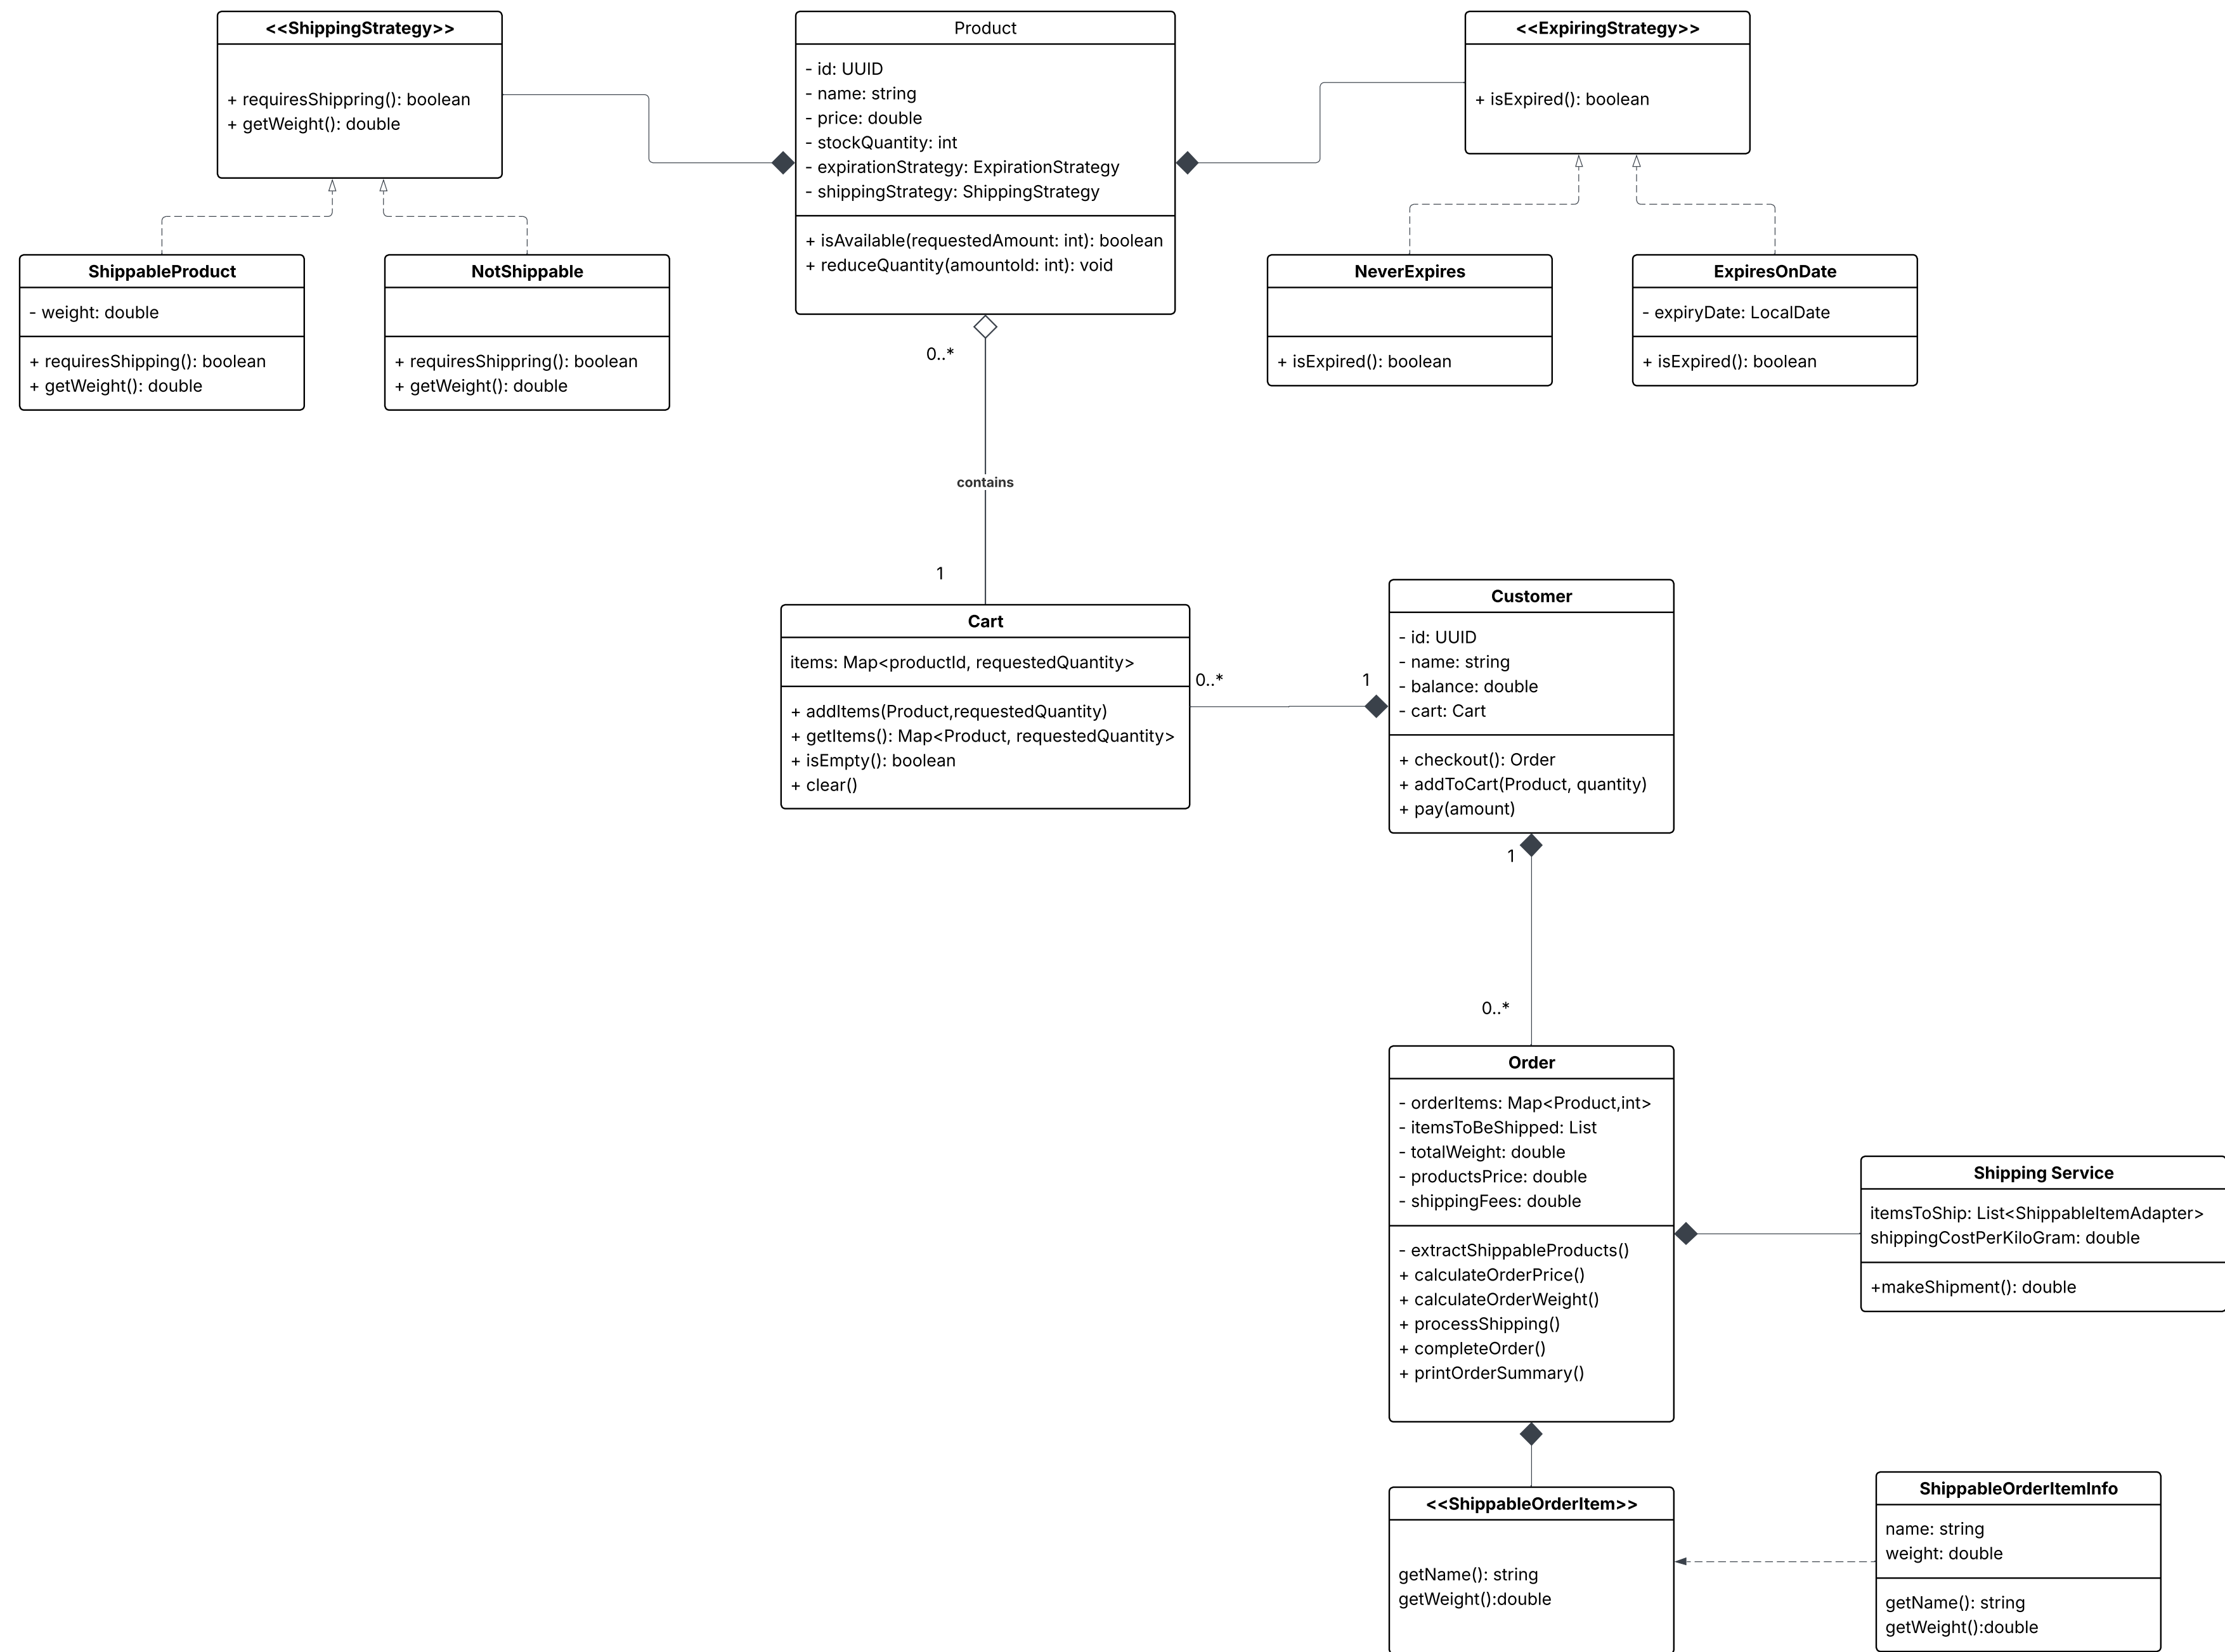 <<ShippingStrategy>>
+ requiresShippring(): boolean
+ getWeight(): double
Product
- id: UUID
- name: string
- price: double
- stockQuantity: int
- expirationStrategy: ExpirationStrategy
- shippingStrategy: ShippingStrategy
+ isAvailable(requestedAmount: int): boolean
+ reduceQuantity(amountold: int): void
<<ExpiringStrategy>>
+ isExpired(): boolean
ShippableProduct
- weight: double
+ requiresShipping(): boolean
+ getWeight(): double
NotShippable
+ requiresShippring(): boolean
+ getWeight(): double
NeverExpires
+ isExpired(): boolean
ExpiresOnDate
- expiryDate: LocalDate
+ isExpired(): boolean
0..*
contains
1
Cart
items: Map<productId, requestedQuantity>
+ addItems(Product,requestedQuantity)
+ getItems(): Map<Product, requestedQuantity>
+ isEmpty(): boolean
+ clear()
0..*
1
Customer
- id: UUID
- name: string
- balance: double
- cart: Cart
+ checkout(): Order
+ addToCart(Product, quantity)
+ pay(amount)
1
0..*
Order
- orderItems: Map<Product,int>
- itemsToBeShipped: List
- totalWeight: double
- productsPrice: double
- shippingFees: double
- extractShippableProducts()
+ calculateOrderPrice()
+ calculateOrderWeight()
+ processShipping()
+ completeOrder()
+ printOrderSummary()
Shipping Service
itemsToShip: List<ShippableItemAdapter>
shippingCostPerKiloGram: double
+makeShipment(): double
<<ShippableOrderItem>>
getName(): string
getWeight():double
ShippableOrderItemInfo
name: string
weight: double
getName(): string
getWeight():double